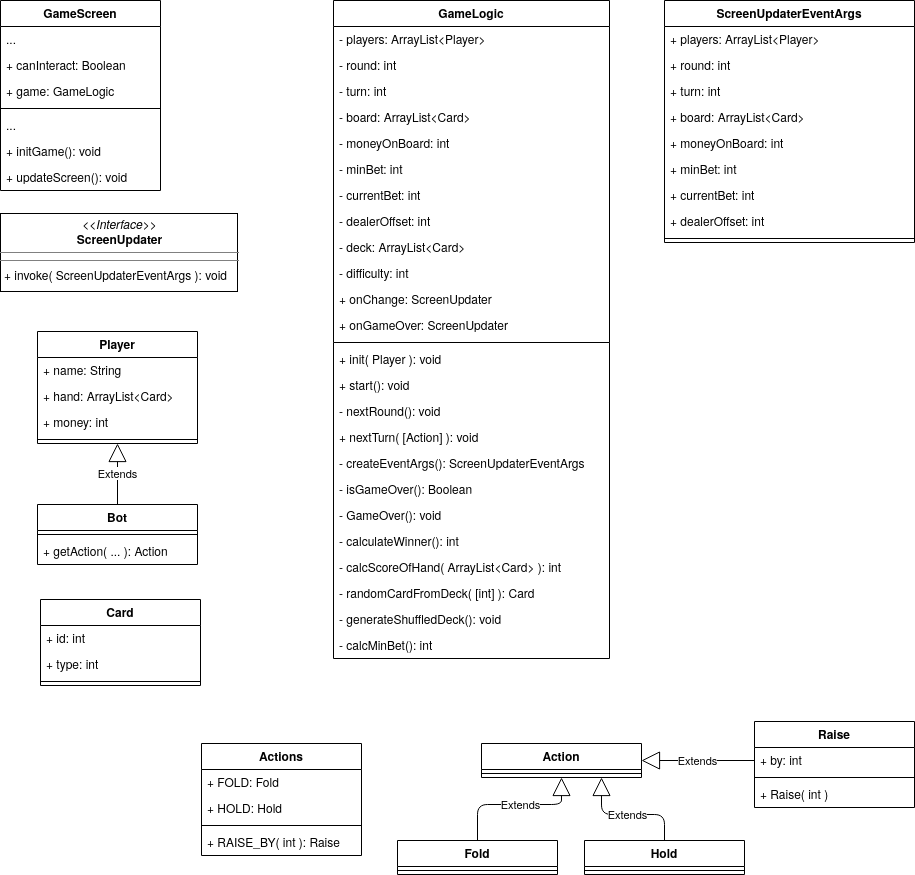 GameScreen
...
+ canInteract: Boolean
+ game: GameLogic
...
+ initGame(): void
+ updateScreen(): void
<<Interface>>
ScreenUpdater
+ invoke( ScreenUpdaterEventArgs ): void
Player
+ name: String
+ hand: ArrayList<Card>
+ money: int
Extends
Bot
+ getAction( ... ): Action
Card
+ id: int
+ type: int
GameLogic
- players: ArrayList<Player>
- round: int
- turn: int
- board: ArrayList<Card>
- moneyOnBoard: int
- minBet: int
- currentBet: int
- dealerOffset: int
- deck: ArrayList<Card>
- difficulty: int
+ onChange: ScreenUpdater
+ onGameOver: ScreenUpdater
+ init( Player ): void
+ start(): void
- nextRound(): void
+ nextTurn( [Action] ): void
- createEventArgs(): ScreenUpdaterEventArgs
- isGameOver(): Boolean
- GameOver(): void
- calculateWinner(): int
- calcScoreOfHand( ArrayList<Card> ): int
- randomCardFromDeck( [int] ): Card
- generateShuffledDeck(): void
- calcMinBet(): int
ScreenUpdaterEventArgs
+ players: ArrayList<Player>
+ round: int
+ turn: int
+ board: ArrayList<Card>
+ moneyOnBoard: int
+ minBet: int
+ currentBet: int
+ dealerOffset: int
Actions
+ FOLD: Fold
+ HOLD: Hold
+ RAISE_BY( int ): Raise
Action
Extends
Raise
+ by: int
+ Raise( int )
Extends
Extends
Fold
Hold